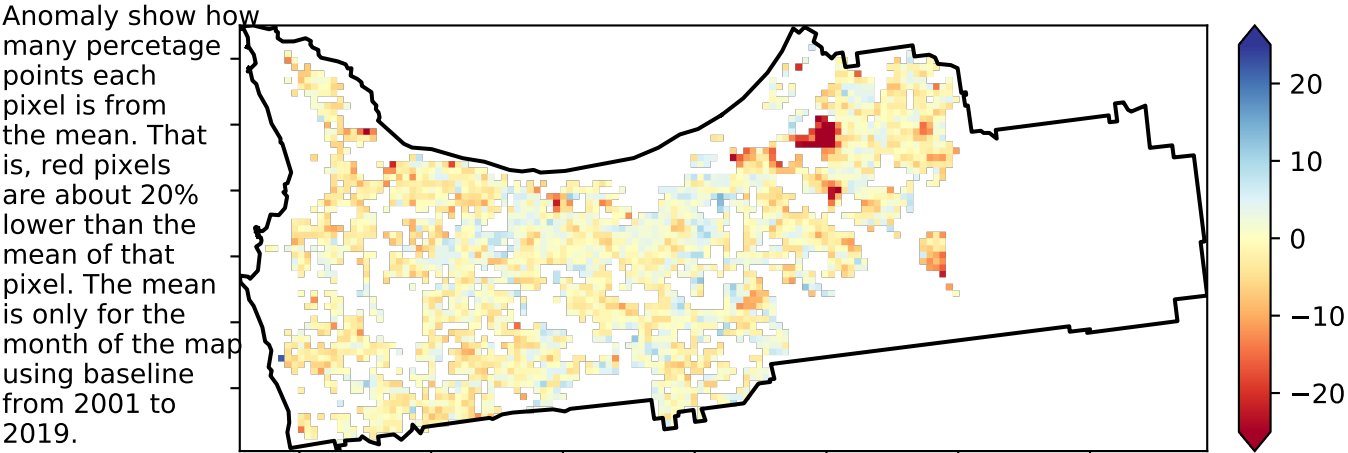 Anomaly show how
many percetage
points each
pixel is from
the mean. That
is, red pixels
are about 20%
lower than the
mean of that
pixel. The mean
is only for the
month of the map
using baseline
from 2001 to
2019.
20
10
0
−10
−20